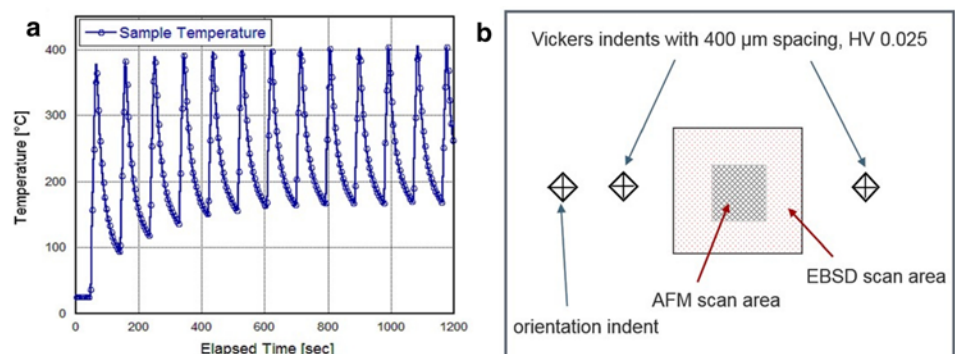 a
Sample Temperature
400
300
200
100
0
Temperature [°C]
0 200 400 600 800 1000 1200
Elapsed Time [sec]
b
Vickers indents with 400 µm spacing, HV 0.025
EBSD scan area
AFM scan area
orientation indent